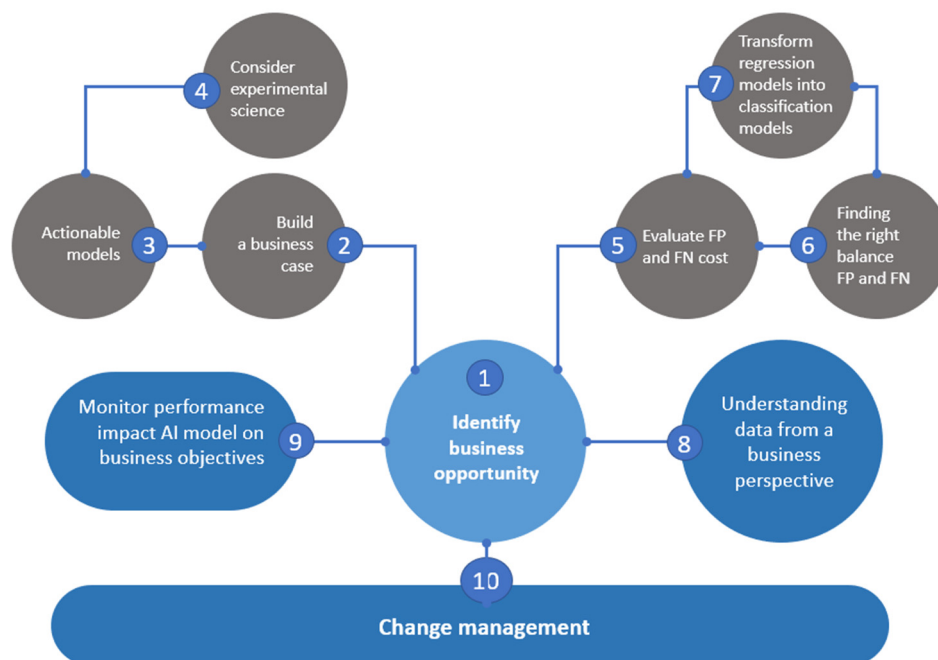 4
Consider
experimental
science
7
Transform
regression
models into
classification
models
Actionable
models
3
Build
a business
case
2
5
Evaluate FP
and FN cost
6
Finding
the right
balance
FP and FN
1
Identify
business
opportunity
Monitor performance
impact AI model on
business objectives
9
8
Understanding
data from a
business
perspective
10
Change management